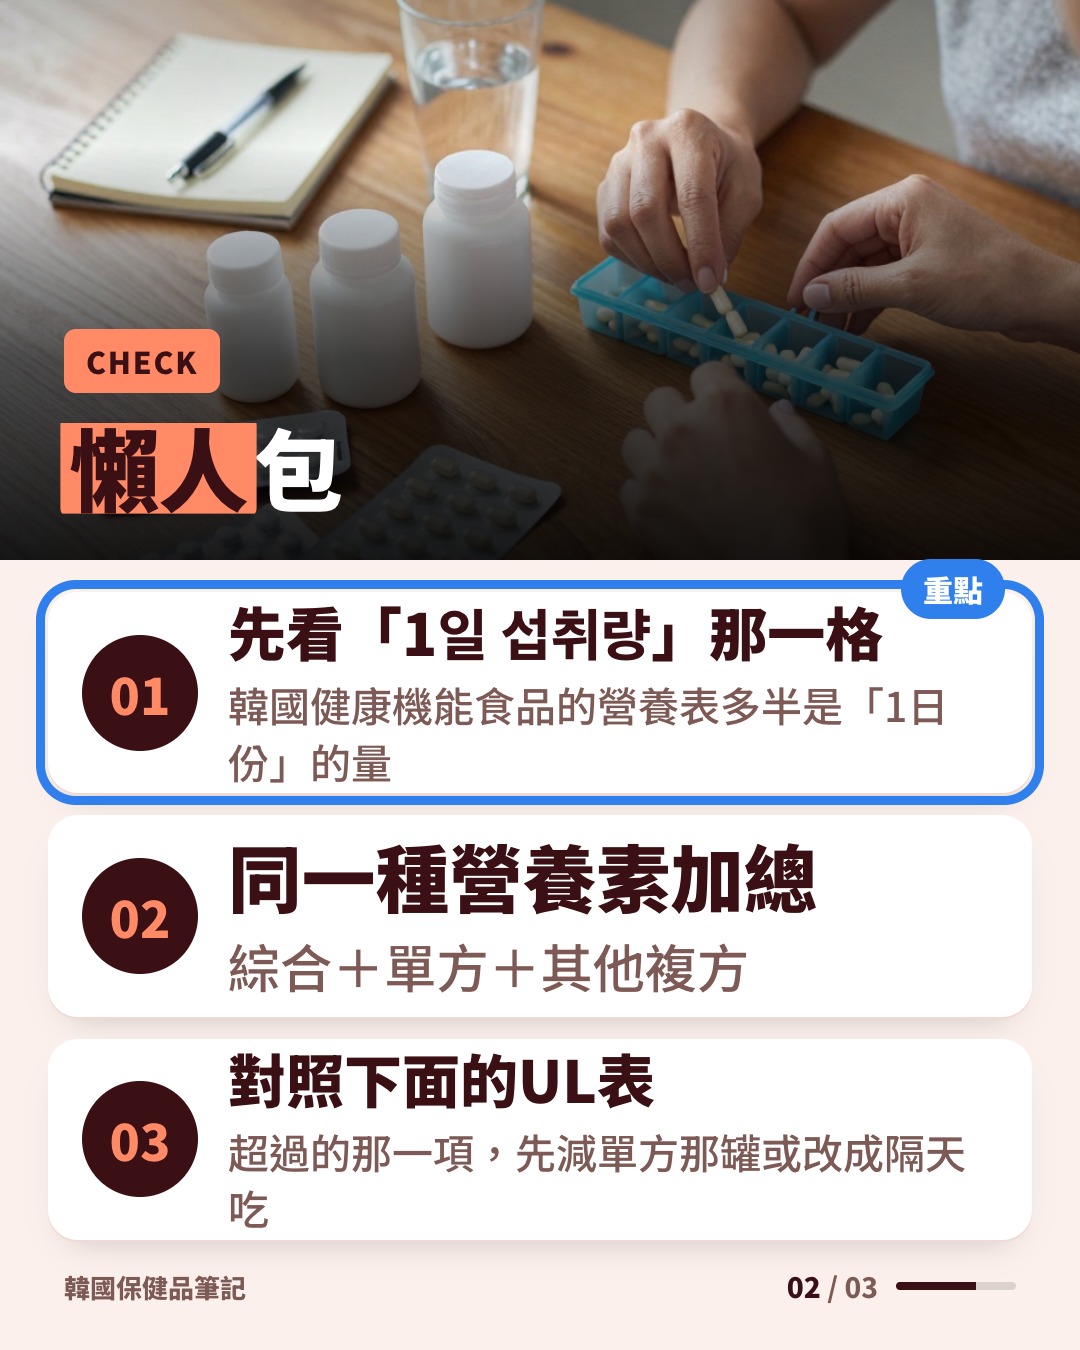 CHECK
懶人包
重點
01
先看「1일 섭취량」那一格
韓國健康機能食品的營養表多半是「1日
份」的量
02
同一種營養素加總
綜合＋單方＋其他複方
03
對照下面的UL表
超過的那一項，先減單方那罐或改成隔天
吃
韓國保健品筆記
02 / 03